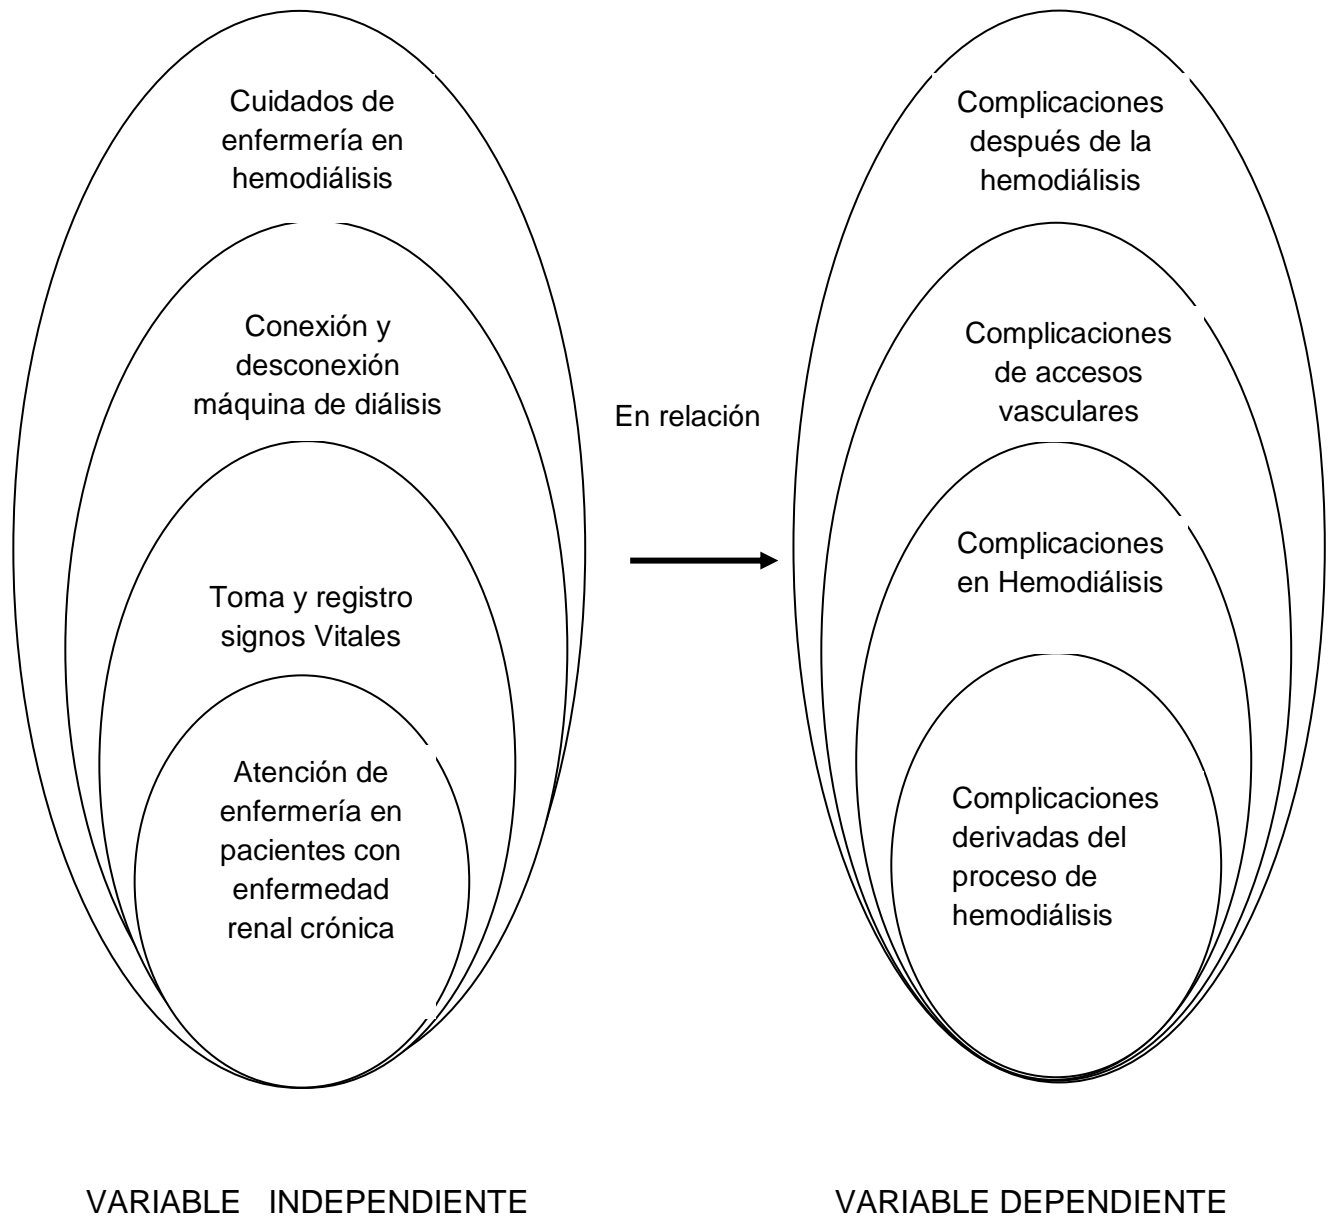 Cuidados de
enfermería en
hemodiálisis
Conexión y
desconexión
máquina de diálisis
Toma y registro
signos Vitales
Atención de
enfermería en
pacientes con
enfermedad
renal crónica
En relación
Complicaciones
después de la
hemodiálisis
Complicaciones
de accesos
vasculares
Complicaciones
en Hemodiálisis
Complicaciones
derivadas del
proceso de
hemodiálisis
VARIABLE INDEPENDIENTE
VARIABLE DEPENDIENTE